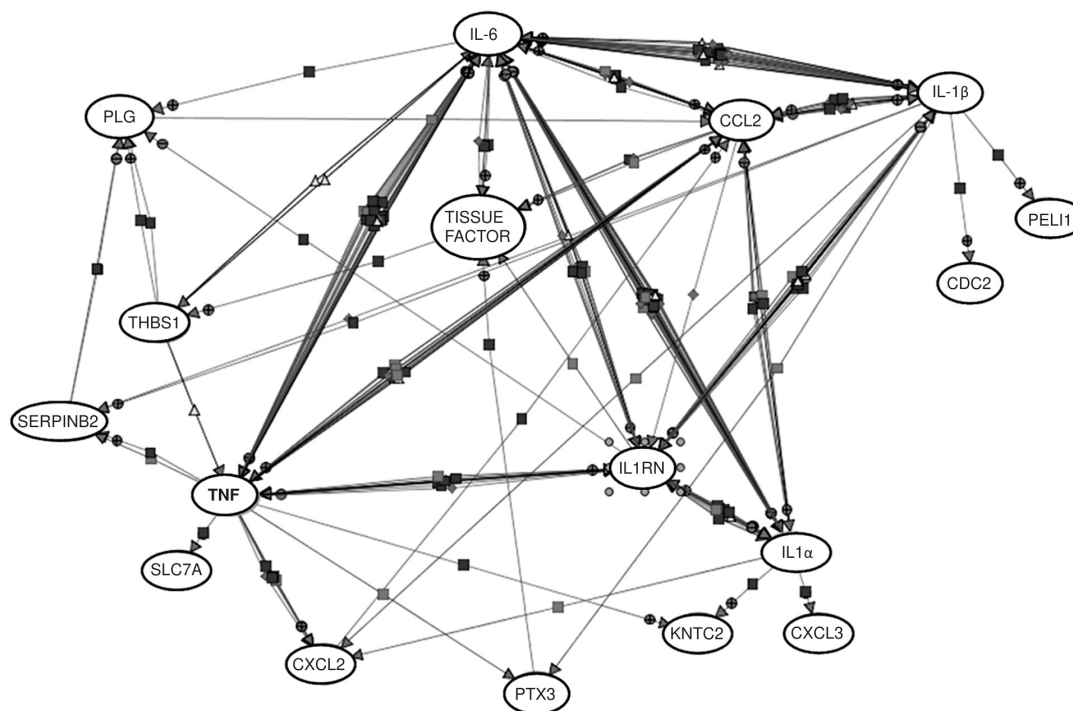 IL-6
IL-1β
PLG
CCL2
TISSUE
FACTOR
PELI1
CDC2
THBS1
SERPINB2
IL1RN
TNF
IL1α
SLC7A
KNTC2
CXCL3
CXCL2
PTX3